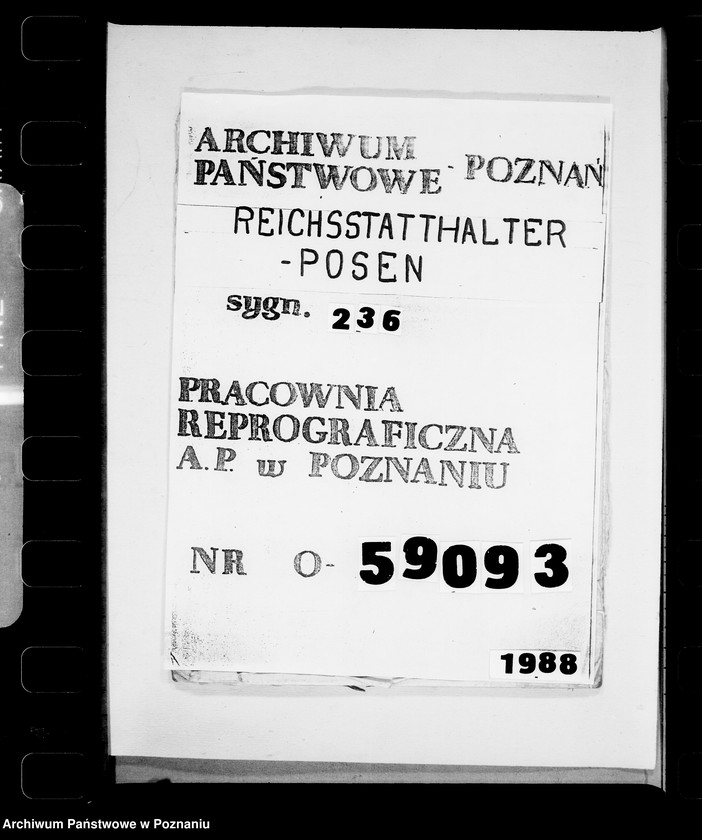 ARCHIWUM
PAŃSTWOWE - POZNAŃ
REICHSSTATTHALTER
-POSEN
sygn. 236
PRACOWNIA
REPROGRAFICZNA
A.P. w POZNANIU
NR O- 59093
1988
Archiwum Państwowe w Poznaniu